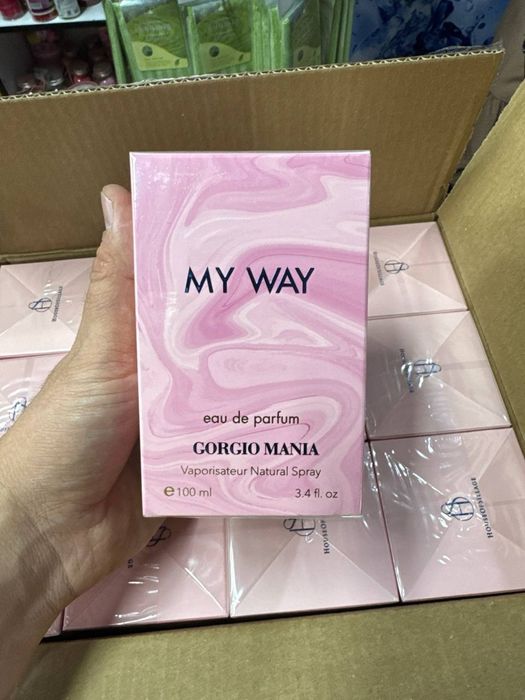 MY WAY
eau de parfum
GORGIO MANIA
Vaporisateur Natural Spray
e 100 ml 3.4 fl. oz